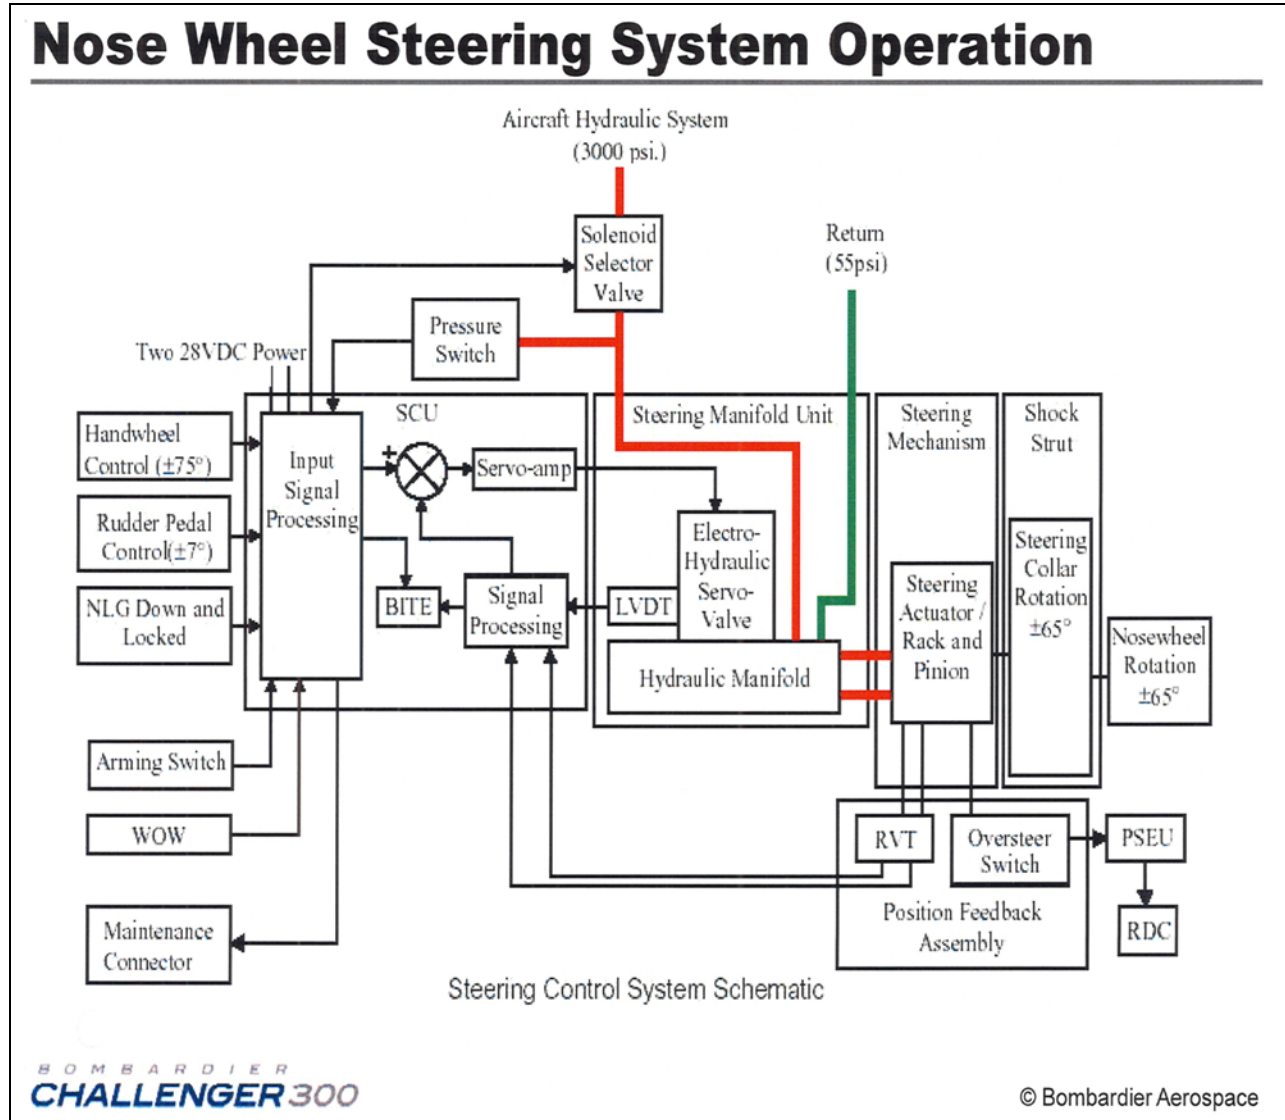 Nose Wheel Steering System Operation
Aircraft Hydraulic System
(3000 psi.)
Solenoid
Selector
Valve
Return
(55psi)
Pressure
Switch
Two 28VDC Power
SCU
Steering Manifold Unit
Steering
Mechanism
Shock
Strut
Handwheel
Control (±75°)
Input
Signal
Processing
+
Servo-amp
Rudder Pedal
Control(±7°)
Electro-
Hydraulic
Servo-
Valve
Steering
Collar
Rotation
±65°
NLG Down and
Locked
BITE
Signal
Processing
LVDT
Steering
Actuator /
Rack and
Pinion
Hydraulic Manifold
Nosewheel
Rotation
±65°
Arming Switch
WOW
RVT
Oversteer
Switch
PSEU
Position Feedback
Assembly
RDC
Maintenance
Connector
Steering Control System Schematic
BOMBARDIER
CHALLENGER 300
© Bombardier Aerospace